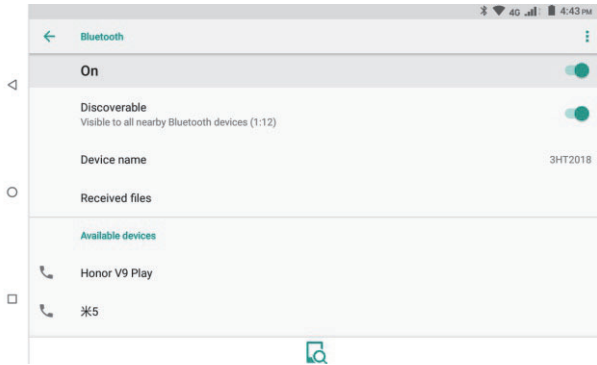 4G 4:43 PM
Bluetooth
On
Discoverable
Visible to all nearby Bluetooth devices (1:12)
Device name 3HT2018
Received files
Available devices
Honor V9 Play
米5